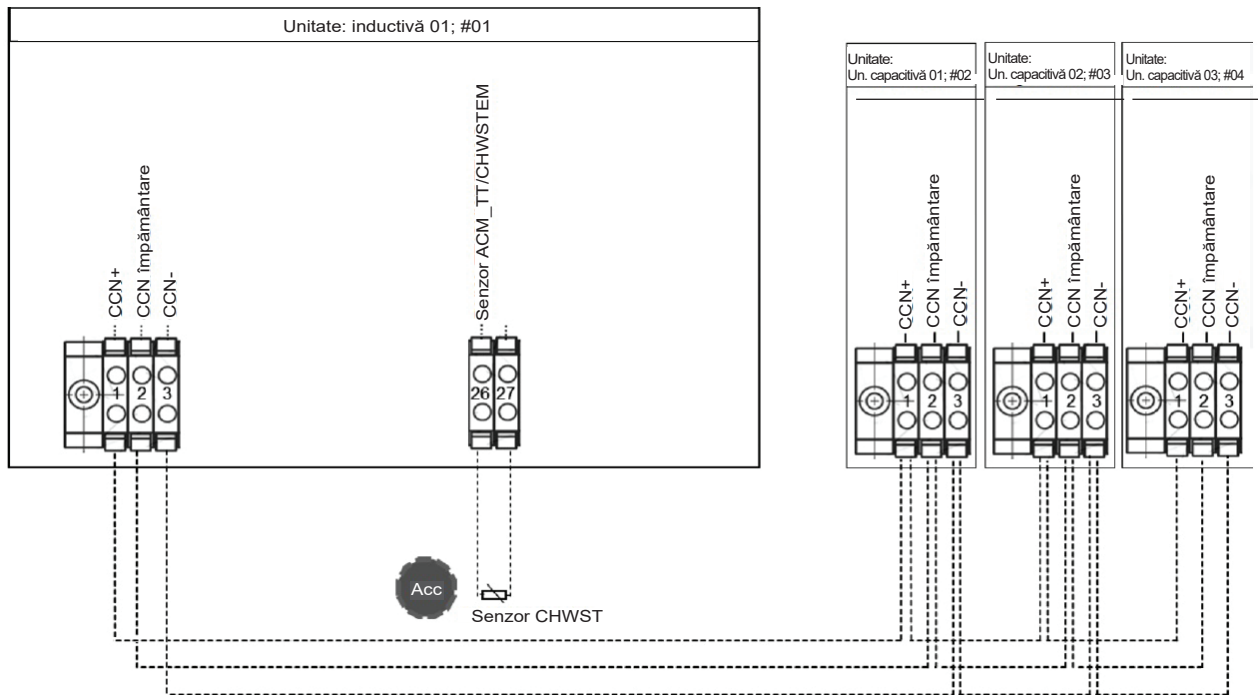 Unitate: inductivă 01; #01
Unitate:
Un. capacitivă 01; #02
Unitate:
Un. capacitivă 02; #03
Unitate:
Un. capacitivă 03; #04
CCN+
CCN împământare
CCN-
Senzor ACM_TT/CHWSTEM
CCN+
CCN împământare
CCN-
CCN+
CCN împământare
CCN-
CCN+
CCN împământare
CCN-
1
2
3
26
27
1
2
3
1
2
3
1
2
3
Acc
Senzor CHWST